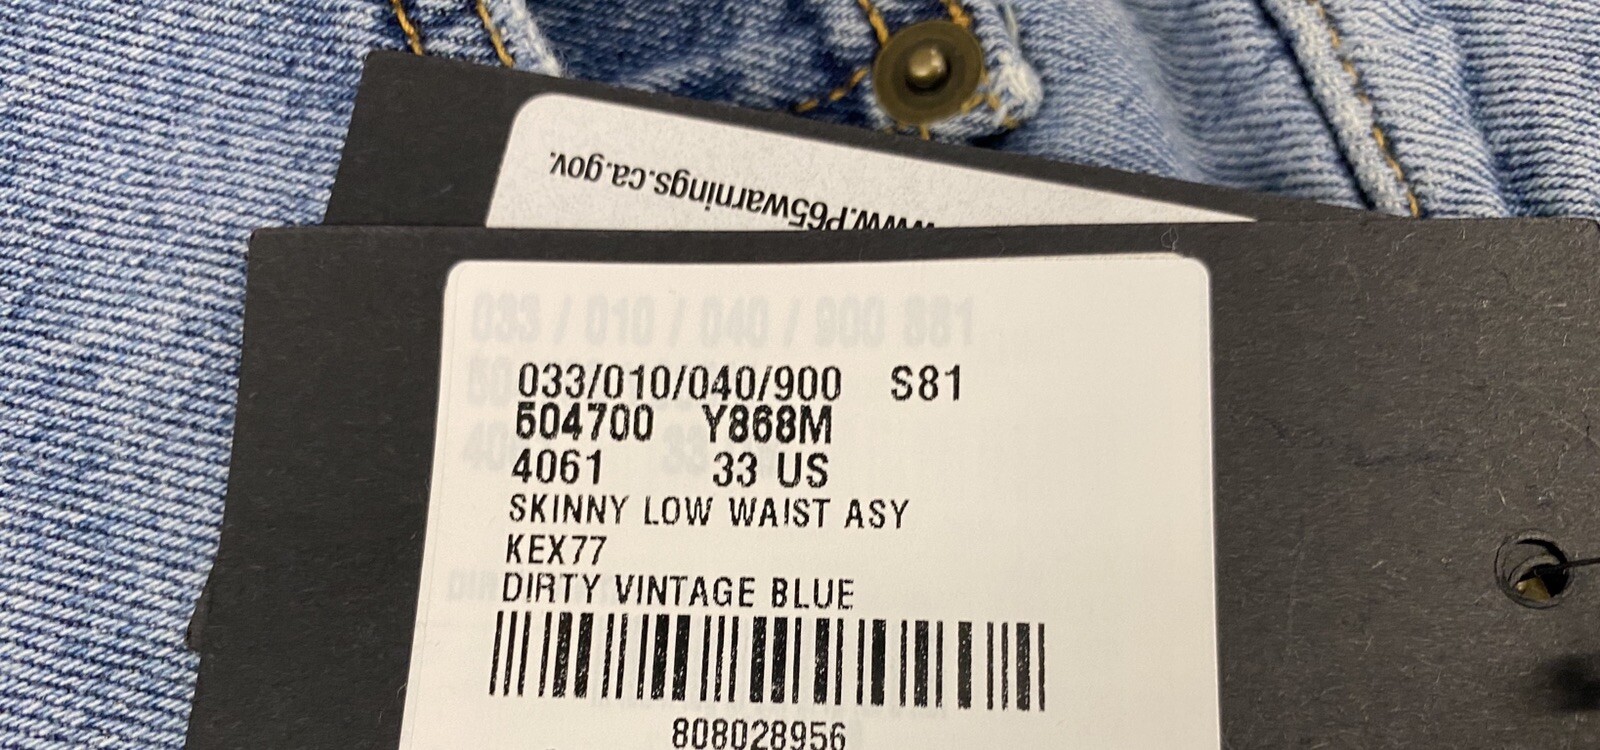 www.P65warnings.ca.gov.
033/010/040/900 S81
504700 Y868M
4061 33 US
SKINNY LOW WAIST ASY
KEX77
DIRTY VINTAGE BLUE
808028956